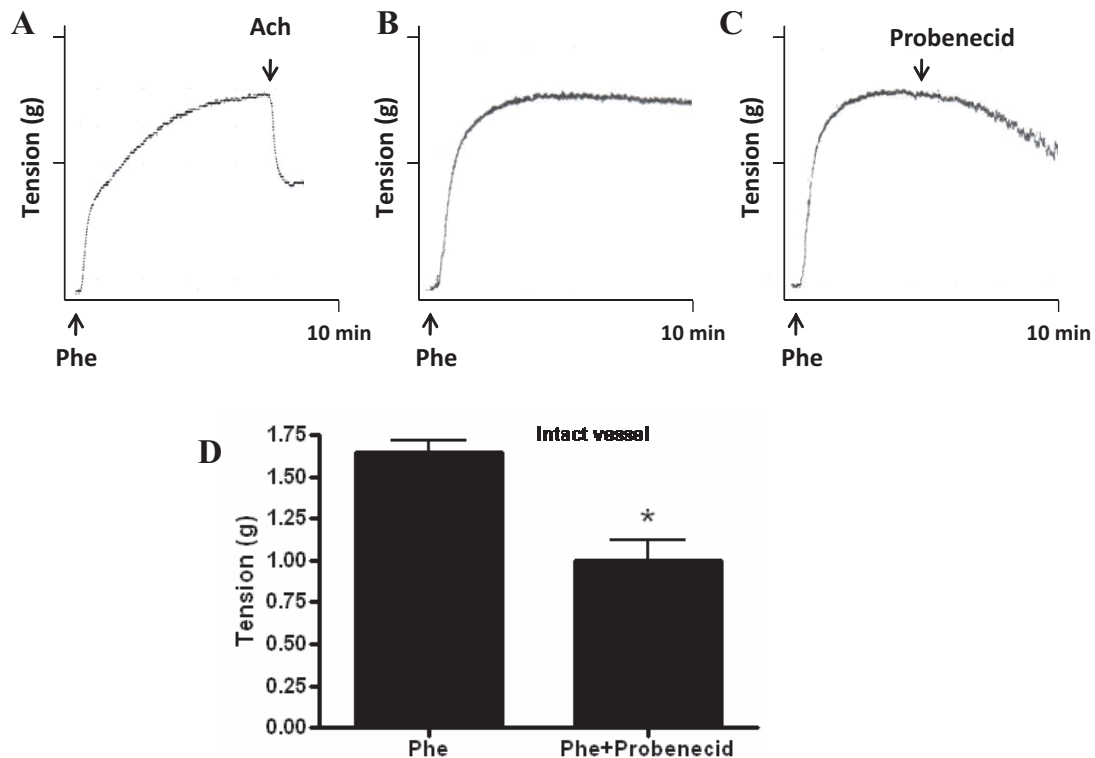 A
Ach
Tension (g)
10 min
Phe
B
Tension (g)
10 min
Phe
C
Probenecid
Tension (g)
10 min
Phe
D
Intact vessel
Tension (g)
1.75
1.50
1.25
1.00
0.75
0.50
0.25
0.00
*
Phe
Phe+Probenecid